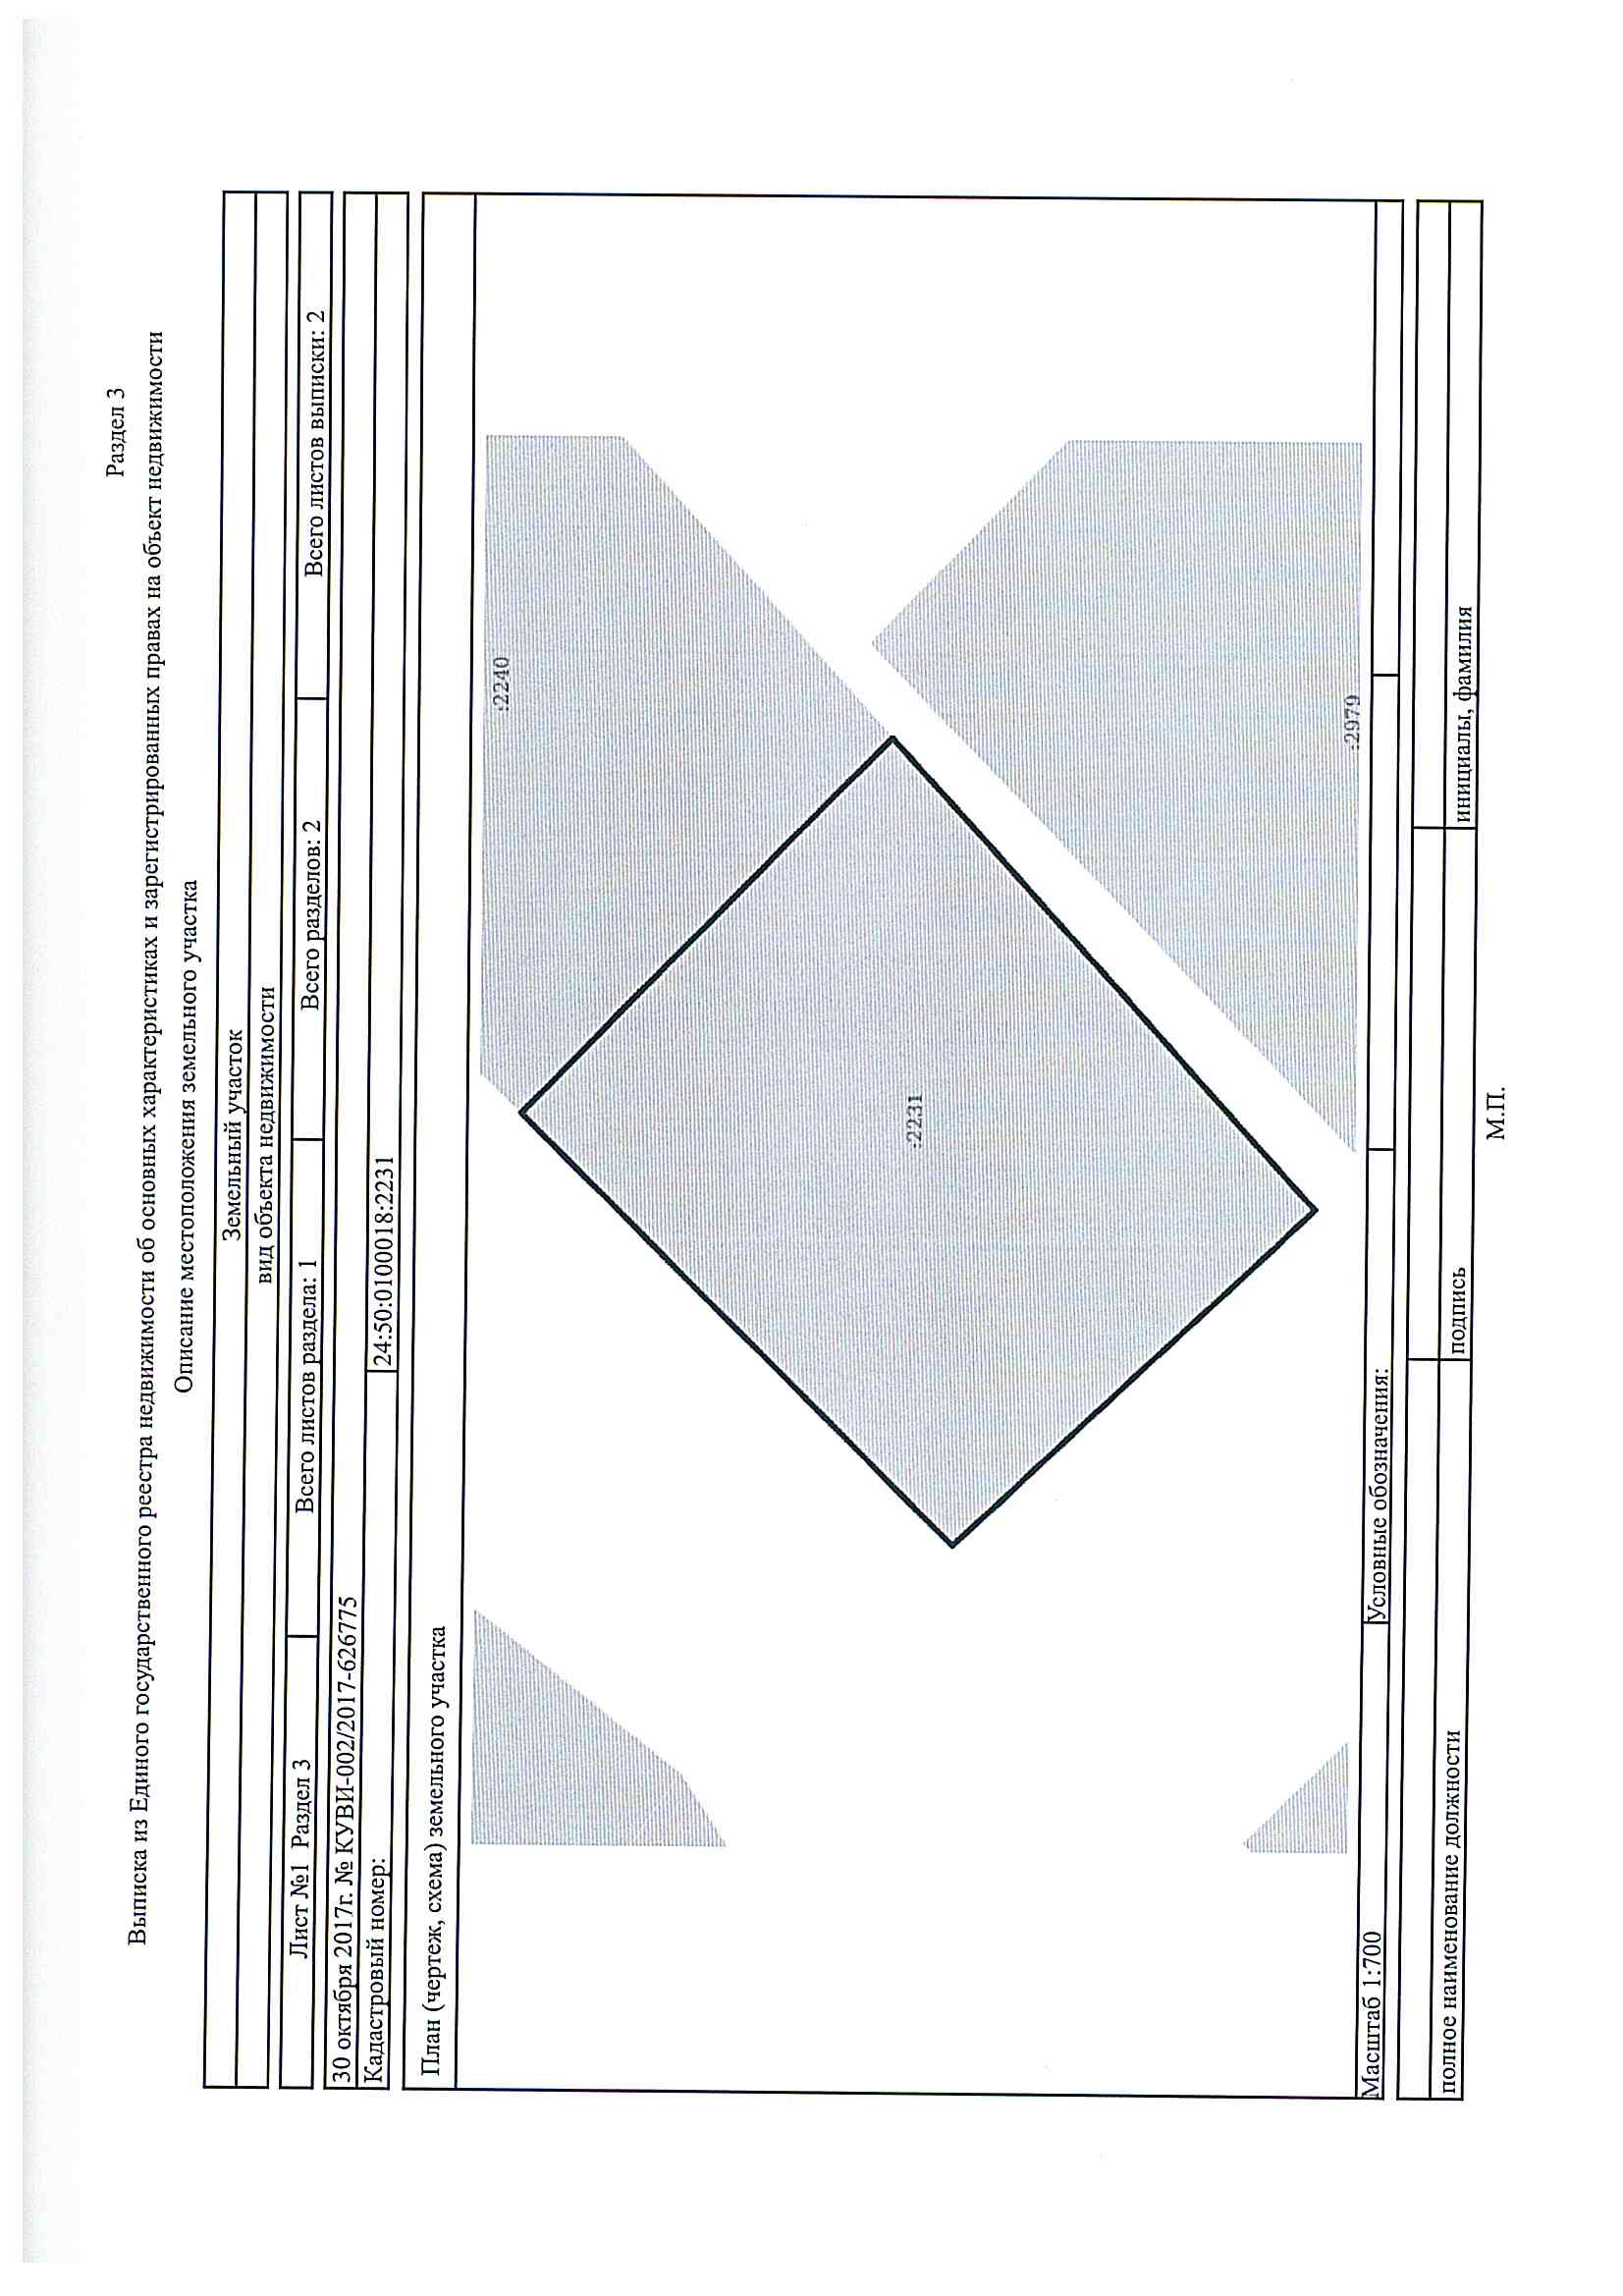 Раздел 3
Выписка из Единого государственного реестра недвижимости об основных характеристиках и зарегистрированных правах на объект недвижимости
Описание местоположения земельного участка
Земельный участок
вид объекта недвижимости
Лист №1 Раздел 3 Всего листов раздела: 1 Всего разделов: 2 Всего листов выписки: 2
30 октября 2017г. № КУВИ-002/2017-626775
Кадастровый номер: 24:50:0100018:2231
План (чертеж, схема) земельного участка
:2240
:2231
:2979
Масштаб 1:700 Условные обозначения:
полное наименование должности подпись инициалы, фамилия
М.П.